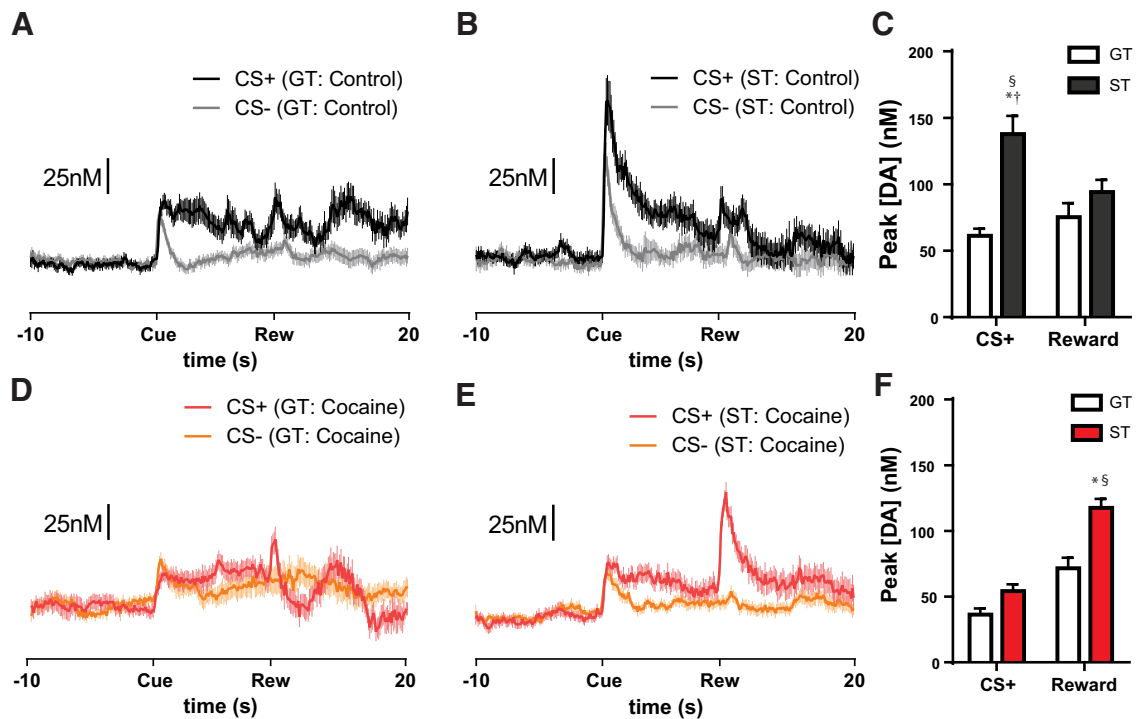 A
CS+ (GT: Control)
CS- (GT: Control)
25nM
-10 Cue Rew 20
time (s)
B
CS+ (ST: Control)
CS- (ST: Control)
25nM
-10 Cue Rew 20
time (s)
C
GT
ST
Peak [DA] (nM)
200
150
100
50
0
§
*†
CS+ Reward
D
CS+ (GT: Cocaine)
CS- (GT: Cocaine)
25nM
-10 Cue Rew 20
time (s)
E
CS+ (ST: Cocaine)
CS- (ST: Cocaine)
25nM
-10 Cue Rew 20
time (s)
F
GT
ST
Peak [DA] (nM)
200
150
100
50
0
* §
CS+ Reward